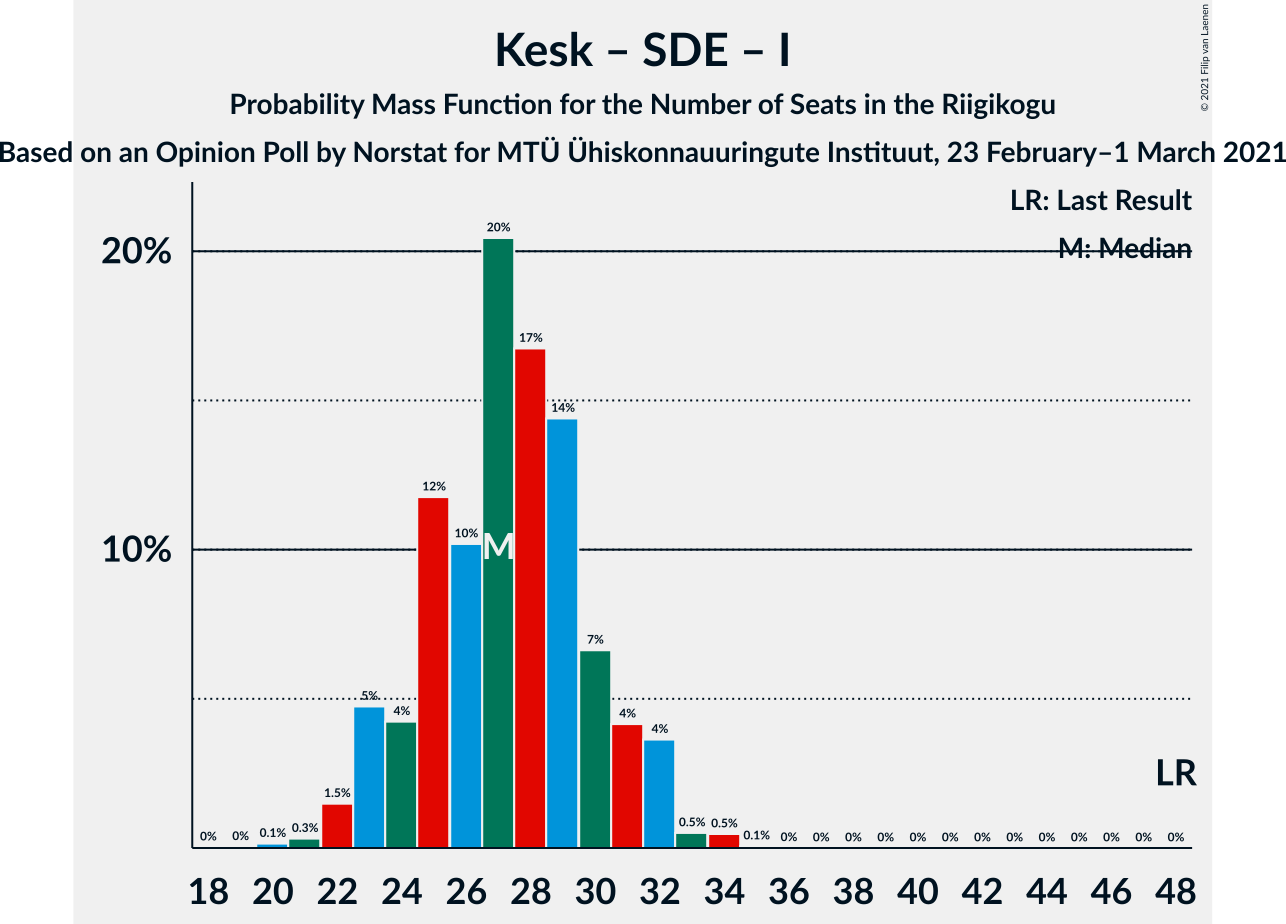 Kesk – SDE – I
Probability Mass Function for the Number of Seats in the Riigikogu
Based on an Opinion Poll by Norstat for MTÜ Ühiskonnauuringute Instituut, 23 February–1 March 2021
© 2021 Filip van Laenen
LR: Last Result
M: Median
20%
10%
0% 0% 0.1% 0.3% 1.5% 5% 4% 12% 10% 20% 17% 14% 7% 4% 4% 0.5% 0.5% 0.1% 0% 0% 0% 0% 0% 0% 0% 0% 0% 0% 0% 0% 0%
M
LR
18 20 22 24 26 28 30 32 34 36 38 40 42 44 46 48